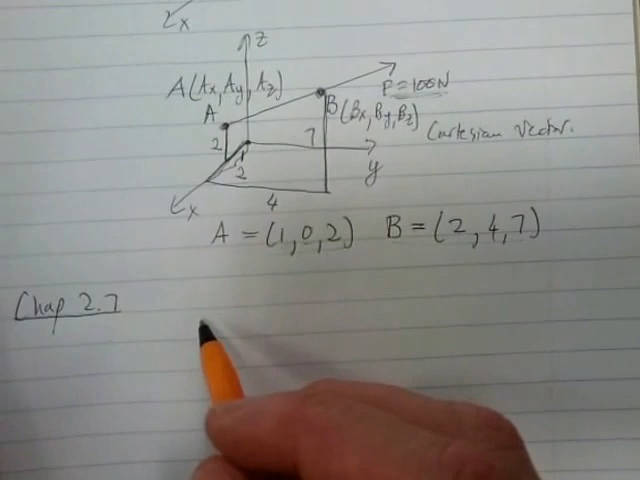 x
z
A(Ax, Ay, Az)
F = 100N
A
B
(Bx, By, Bz)
Cartesian Vector.
2
7
1
2
y
x
4
A = (1, 0, 2) B = (2, 4, 7)
Chap 2.7